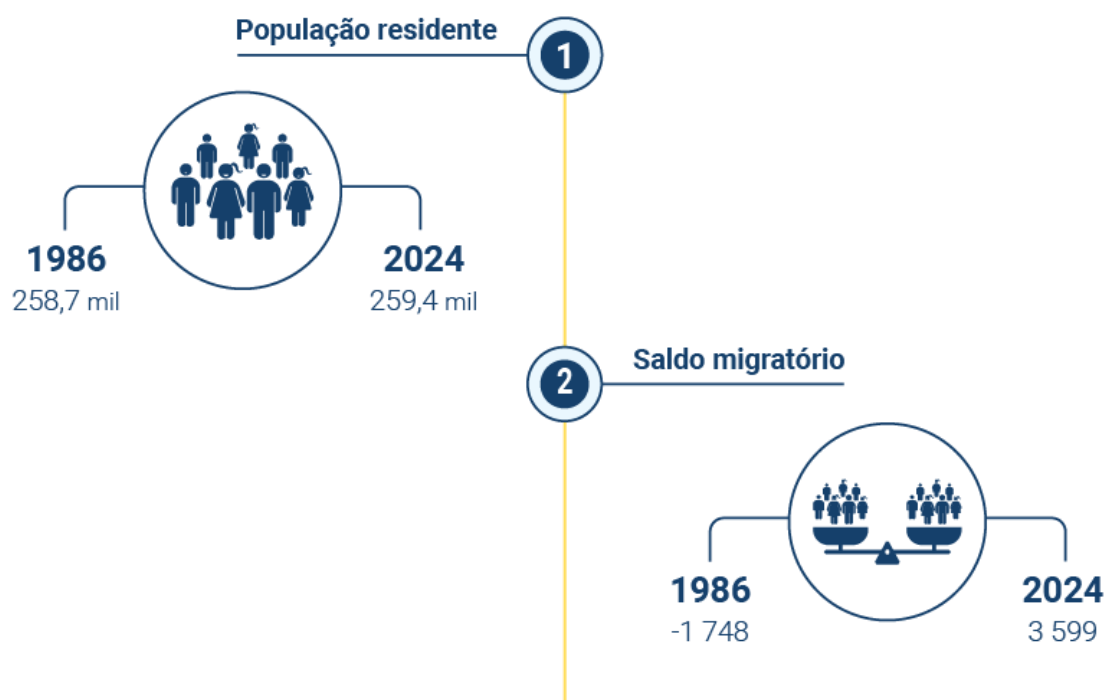 População residente
1
1986
258,7 mil
2024
259,4 mil
2
Saldo migratório
1986
-1 748
2024
3 599